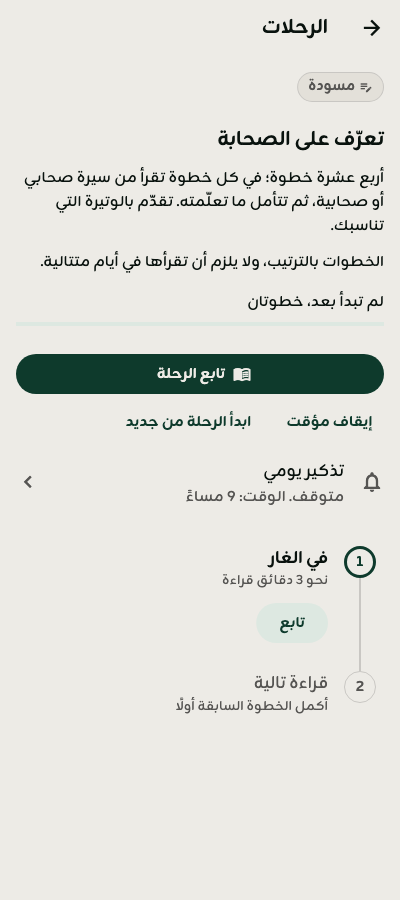 الرحلات
مسودة
تعرّف على الصحابة
أربع عشرة خطوة؛ في كل خطوة تقرأ من سيرة صحابي
أو صحابية، ثم تتأمل ما تعلّمته. تقدّم بالوتيرة التي
تناسبك.
الخطوات بالترتيب، ولا يلزم أن تقرأها في أيام متتالية.
لم تبدأ بعد، خطوتان
تابع الرحلة
إيقاف مؤقت
ابدأ الرحلة من جديد
تذكير يومي
متوقف. الوقت: 9 مساءً
1
في الغار
نحو 3 دقائق قراءة
تابع
2
قراءة تالية
أكمل الخطوة السابقة أولًا